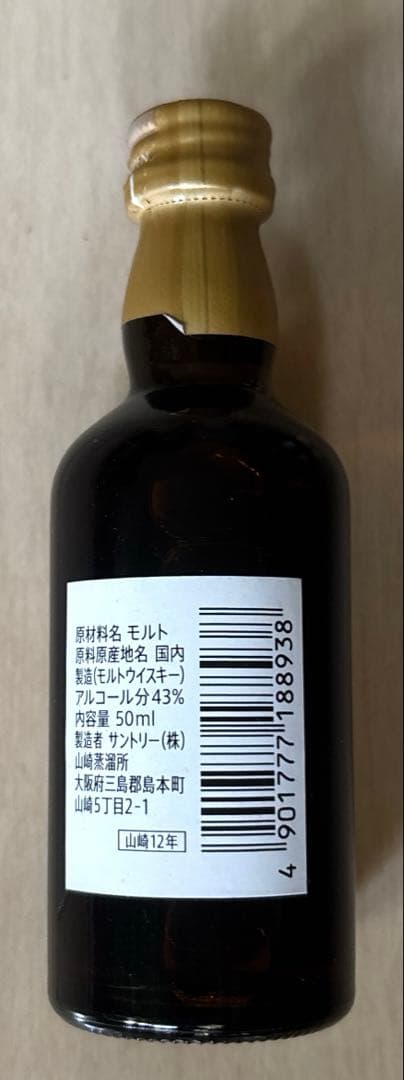 原材料名 モルト
原料原産地名 国内
製造(モルトウイスキー)
アルコール分43%
内容量 50ml
製造者 サントリー(株)
山崎蒸溜所
大阪府三島郡島本町
山崎5丁目2-1
山崎12年
4 901777 188938